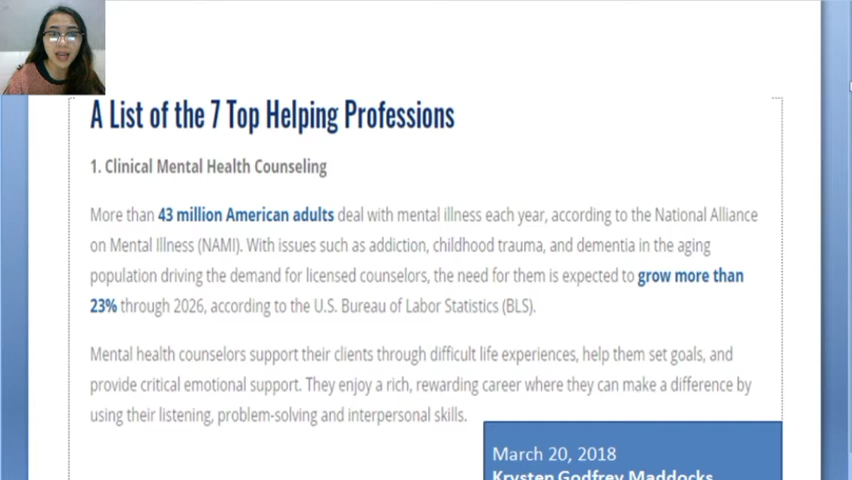 A List of the 7 Top Helping Professions
1. Clinical Mental Health Counseling
More than 43 million American adults deal with mental illness each year, according to the National Alliance
on Mental Illness (NAMI). With issues such as addiction, childhood trauma, and dementia in the aging
population driving the demand for licensed counselors, the need for them is expected to grow more than
23% through 2026, according to the U.S. Bureau of Labor Statistics (BLS).
Mental health counselors support their clients through difficult life experiences, help them set goals, and
provide critical emotional support. They enjoy a rich, rewarding career where they can make a difference by
using their listening, problem-solving and interpersonal skills.
March 20, 2018
Krysten Godfrey Maddocks